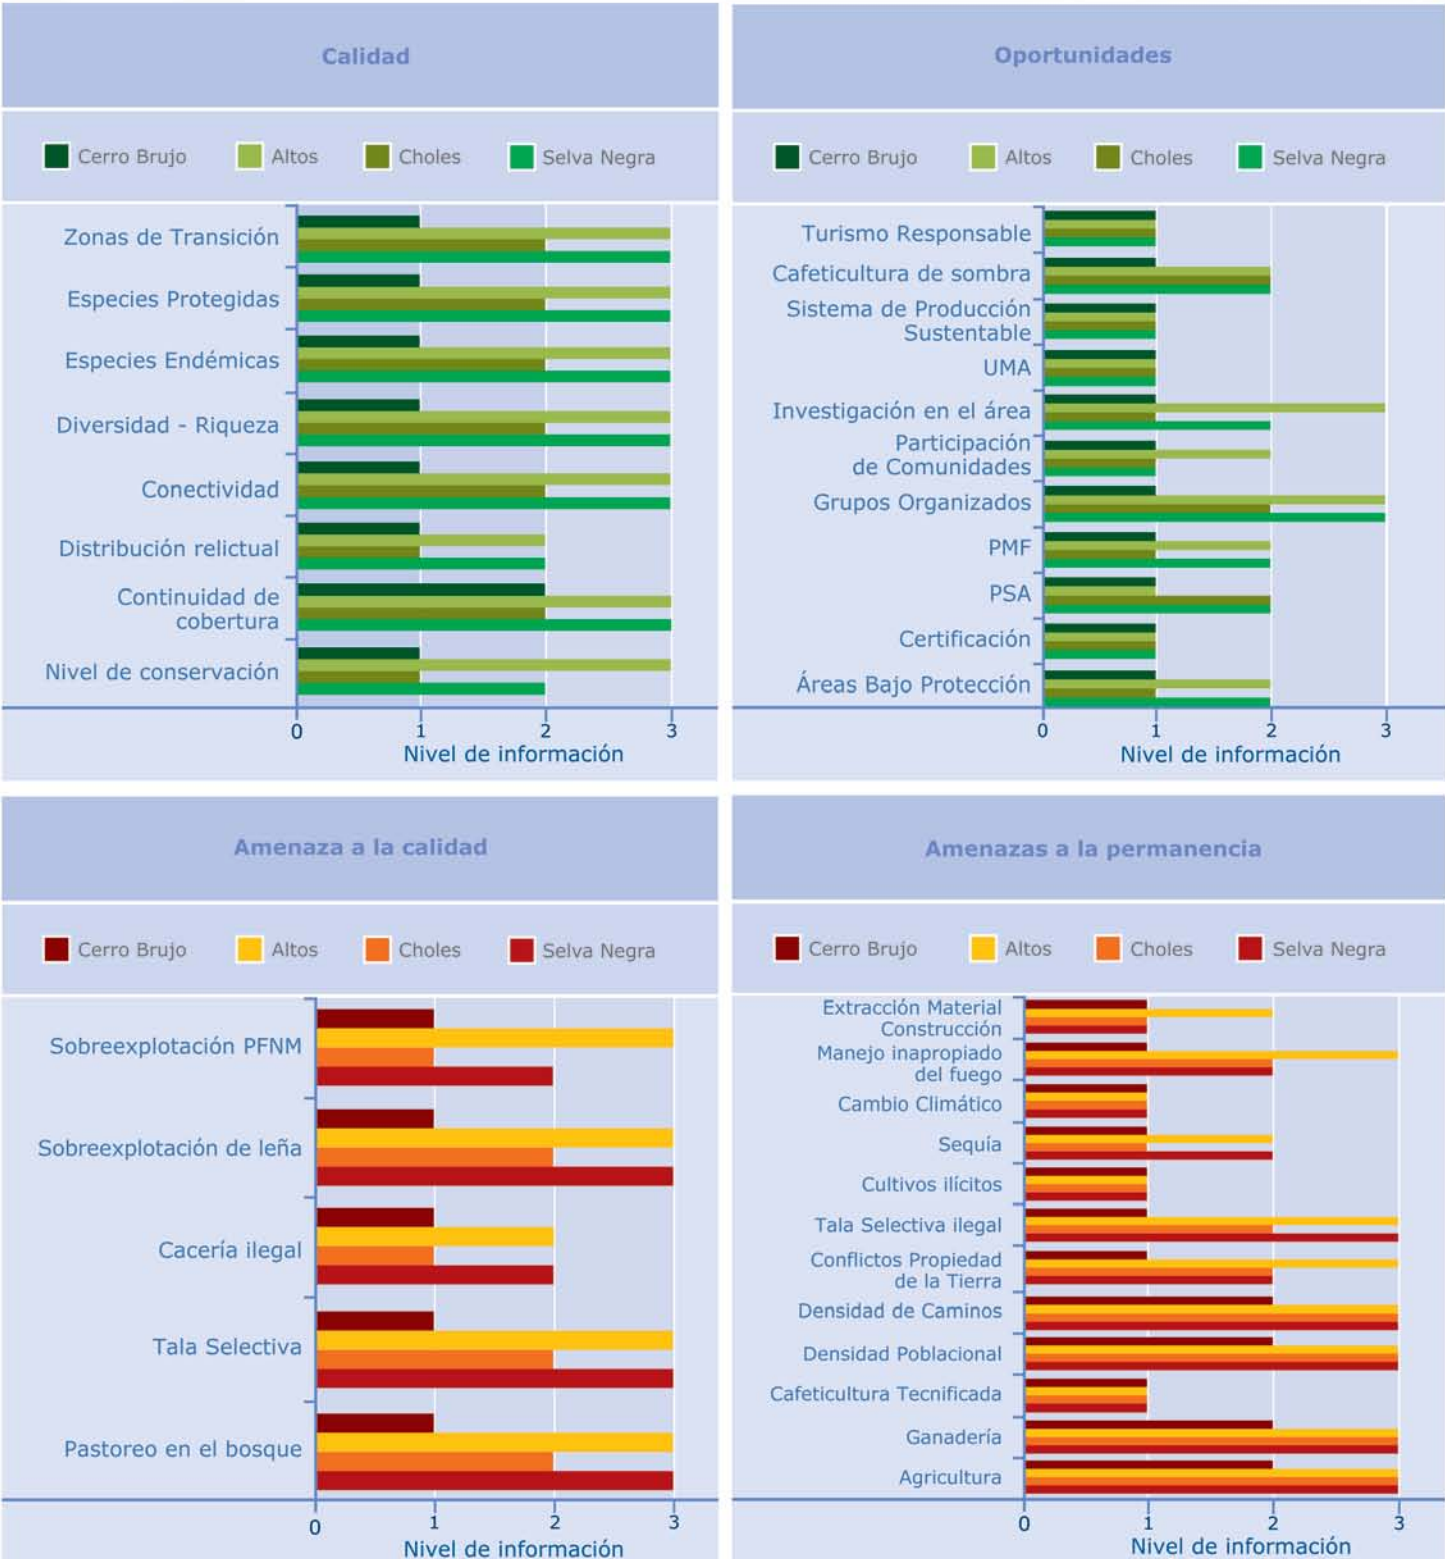 Calidad
Cerro Brujo Altos Choles Selva Negra
Zonas de Transición
Especies Protegidas
Especies Endémicas
Diversidad - Riqueza
Conectividad
Distribución relictual
Continuidad de
cobertura
Nivel de conservación
0 1 2 3
Nivel de información
Oportunidades
Cerro Brujo Altos Choles Selva Negra
Turismo Responsable
Cafeticultura de sombra
Sistema de Producción
Sustentable
UMA
Investigación en el área
Participación
de Comunidades
Grupos Organizados
PMF
PSA
Certificación
Áreas Bajo Protección
0 1 2 3
Nivel de información
Amenaza a la calidad
Cerro Brujo Altos Choles Selva Negra
Sobreexplotación PFNM
Sobreexplotación de leña
Cacería ilegal
Tala Selectiva
Pastoreo en el bosque
0 1 2 3
Nivel de información
Amenazas a la permanencia
Cerro Brujo Altos Choles Selva Negra
Extracción Material
Construcción
Manejo inapropiado
del fuego
Cambio Climático
Sequía
Cultivos ilícitos
Tala Selectiva ilegal
Conflictos Propiedad
de la Tierra
Densidad de Caminos
Densidad Poblacional
Cafeticultura Tecnificada
Ganadería
Agricultura
0 1 2 3
Nivel de información